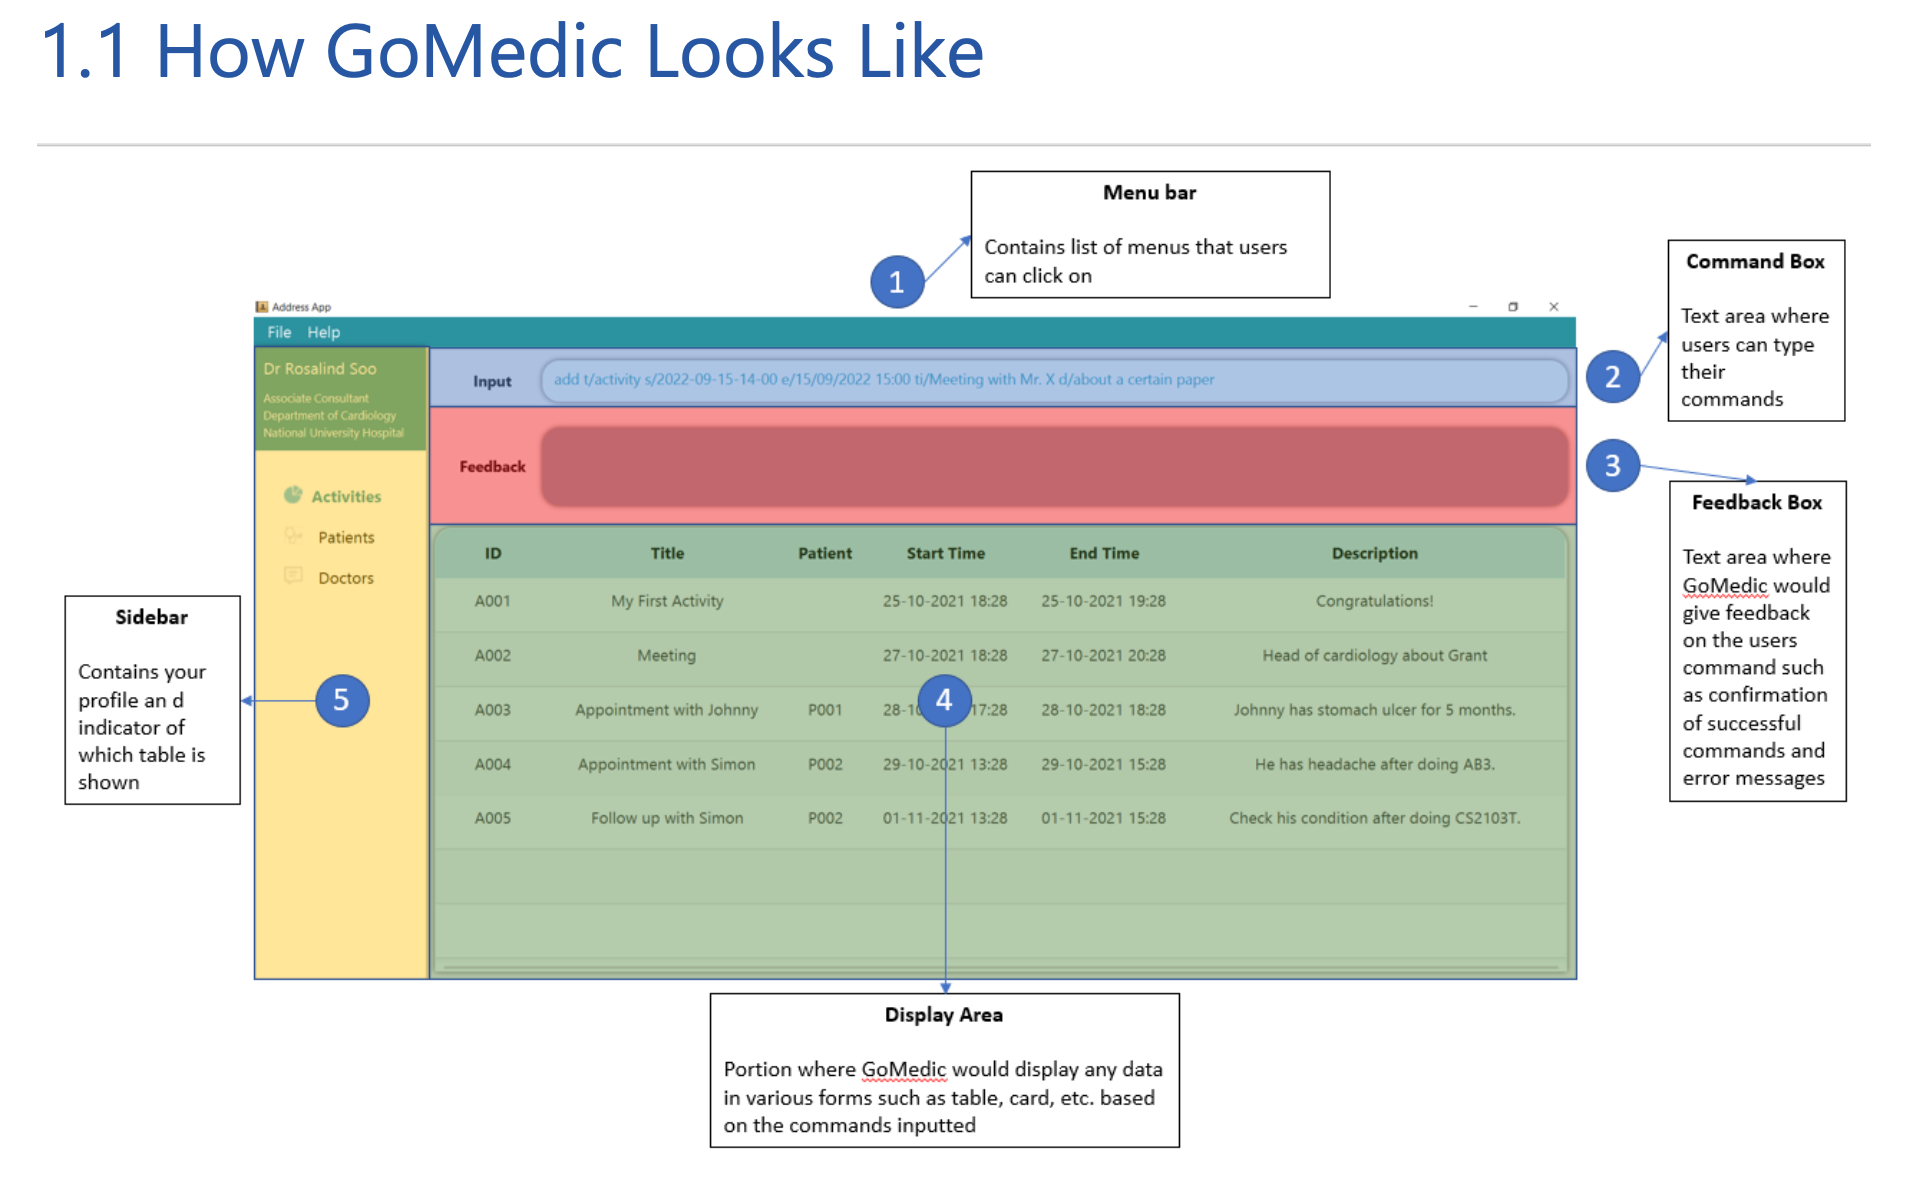 1.1 How GoMedic Looks Like
Menu bar
Contains list of menus that users
can click on
1
Command Box
Text area where
users can type
their
commands
2
Address App
File Help
Dr Rosalind Soo
Associate Consultant
Department of Cardiology
National University Hospital
Input
add t/activity s/2022-09-15-14-00 e/15/09/2022 15:00 ti/Meeting with Mr. X d/about a certain paper
Feedback
3
Feedback Box
Text area where
GoMedic would
give feedback
on the users
command such
as confirmation
of successful
commands and
error messages
Activities
Patients
Doctors
ID Title Patient Start Time End Time Description
A001 My First Activity 25-10-2021 18:28 25-10-2021 19:28 Congratulations!
A002 Meeting 27-10-2021 18:28 27-10-2021 20:28 Head of cardiology about Grant
A003 Appointment with Johnny P001 28-10 17:28 28-10-2021 18:28 Johnny has stomach ulcer for 5 months.
A004 Appointment with Simon P002 29-10-2021 13:28 29-10-2021 15:28 He has headache after doing AB3.
A005 Follow up with Simon P002 01-11-2021 13:28 01-11-2021 15:28 Check his condition after doing CS2103T.
4
5
Sidebar
Contains your
profile an d
indicator of
which table is
shown
Display Area
Portion where GoMedic would display any data
in various forms such as table, card, etc. based
on the commands inputted